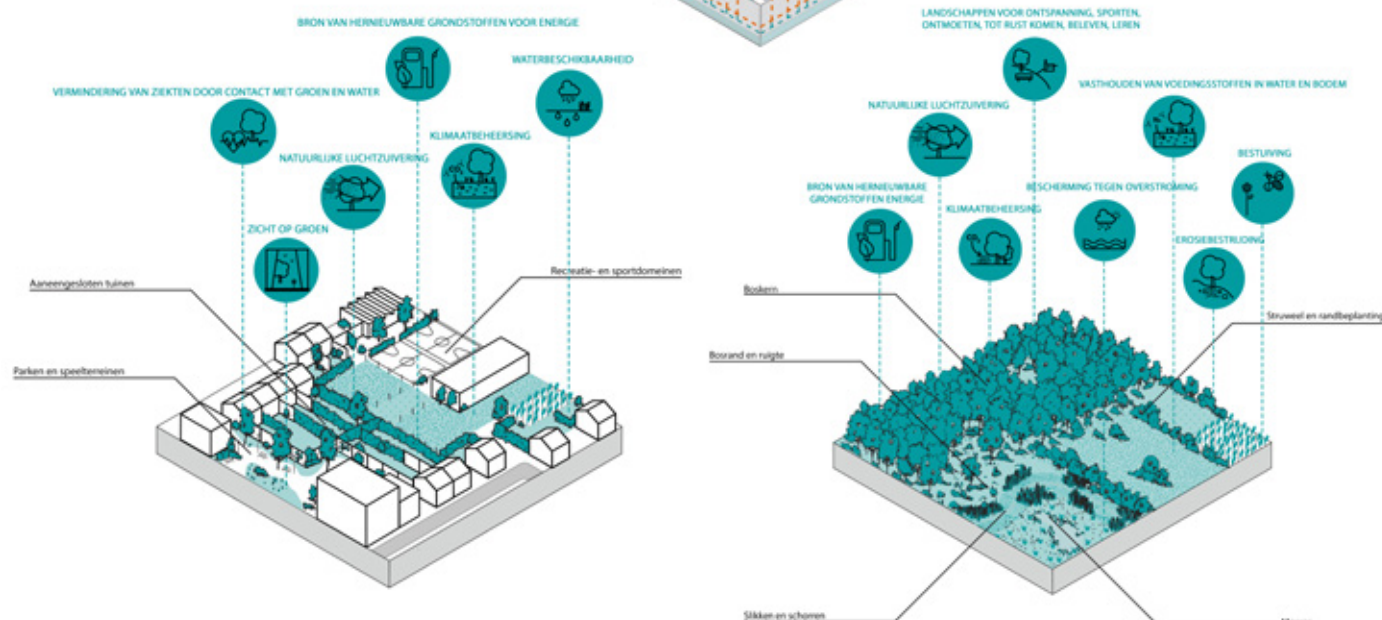 BRON VAN HERNIEUWBARE GRONDSTOFFEN VOOR ENERGIE
WATERBESCHIKBAARHEID
VERMINDERING VAN ZIEKTEN DOOR CONTACT MET GROEN EN WATER
KLIMAATBEHEERSING
NATUURLIJKE LUCHTZUIVERING
ZICHT OP GROEN
Aaneengesloten tuinen
Recreatie- en sportdomeinen
Parken en speelterreinen
LANDSCHAPPEN VOOR ONTSPANNING, SPORTEN,
ONTMOETEN, TOT RUST KOMEN, BELEVEN, LEREN
VASTHOUDEN VAN VOEDINGSSTOFFEN IN WATER EN BODEM
NATUURLIJKE LUCHTZUIVERING
BESTUIVING
BRON VAN HERNIEUWBARE
GRONDSTOFFEN ENERGIE
BESCHERMING TEGEN OVERSTROMING
KLIMAATBEHEERSING
EROSIEBESTRIJDING
Boskern
Struweel en randbeplanting
Bosrand en ruigte
Slikken en schorren